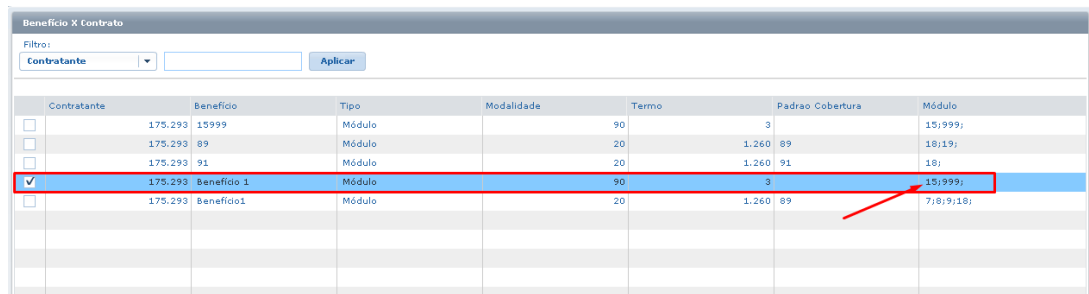 Benefício X Contrato
Filtro:
Contratante Aplicar
Contratante Benefício Tipo Modalidade Termo Padrao Cobertura Módulo
175.293 15999 Módulo 90 3 15;999;
175.293 89 Módulo 20 1.260 89 18;19;
175.293 91 Módulo 20 1.260 91 18;
175.293 Benefício 1 Módulo 90 3 15;999;
175.293 Benefício1 Módulo 20 1.260 89 7;8;9;18;